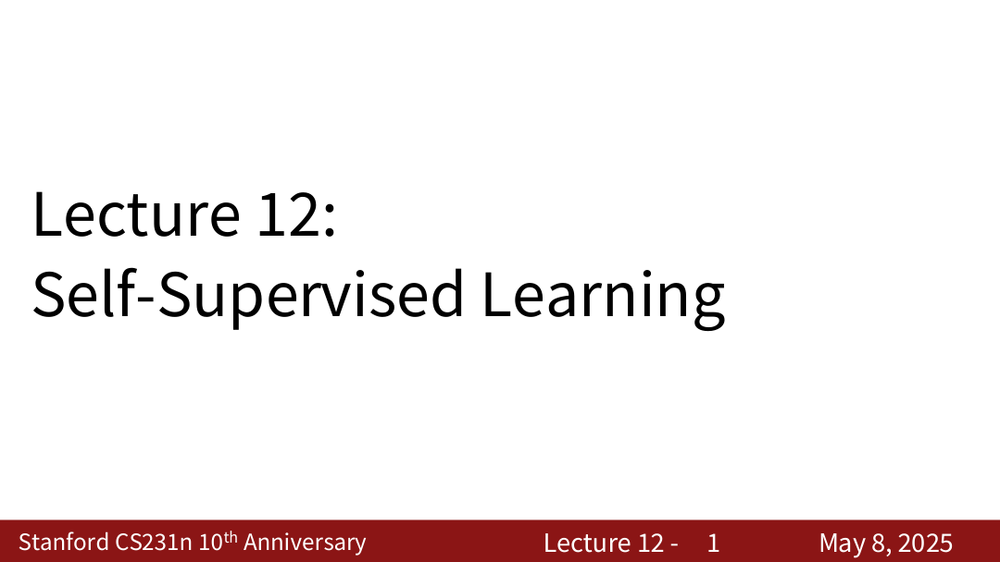 Lecture 12:
Self-Supervised Learning
Stanford CS231n 10th Anniversary
Lecture 12 - 1
May 8, 2025